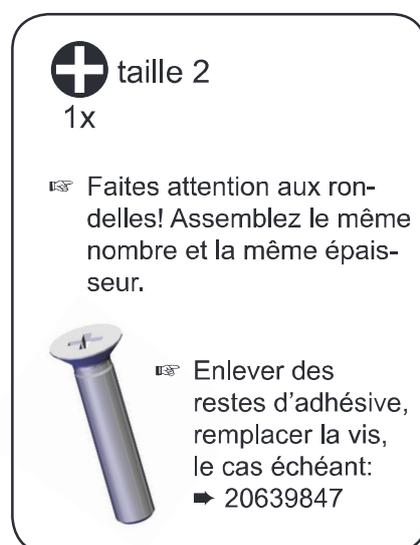 taille 2
1x
☞ Faites attention aux ron-
delles! Assemblez le même
nombre et la même épais-
seur.
☞ Enlever des
restes d'adhésive,
remplacer la vis,
le cas échéant:
➨ 20639847